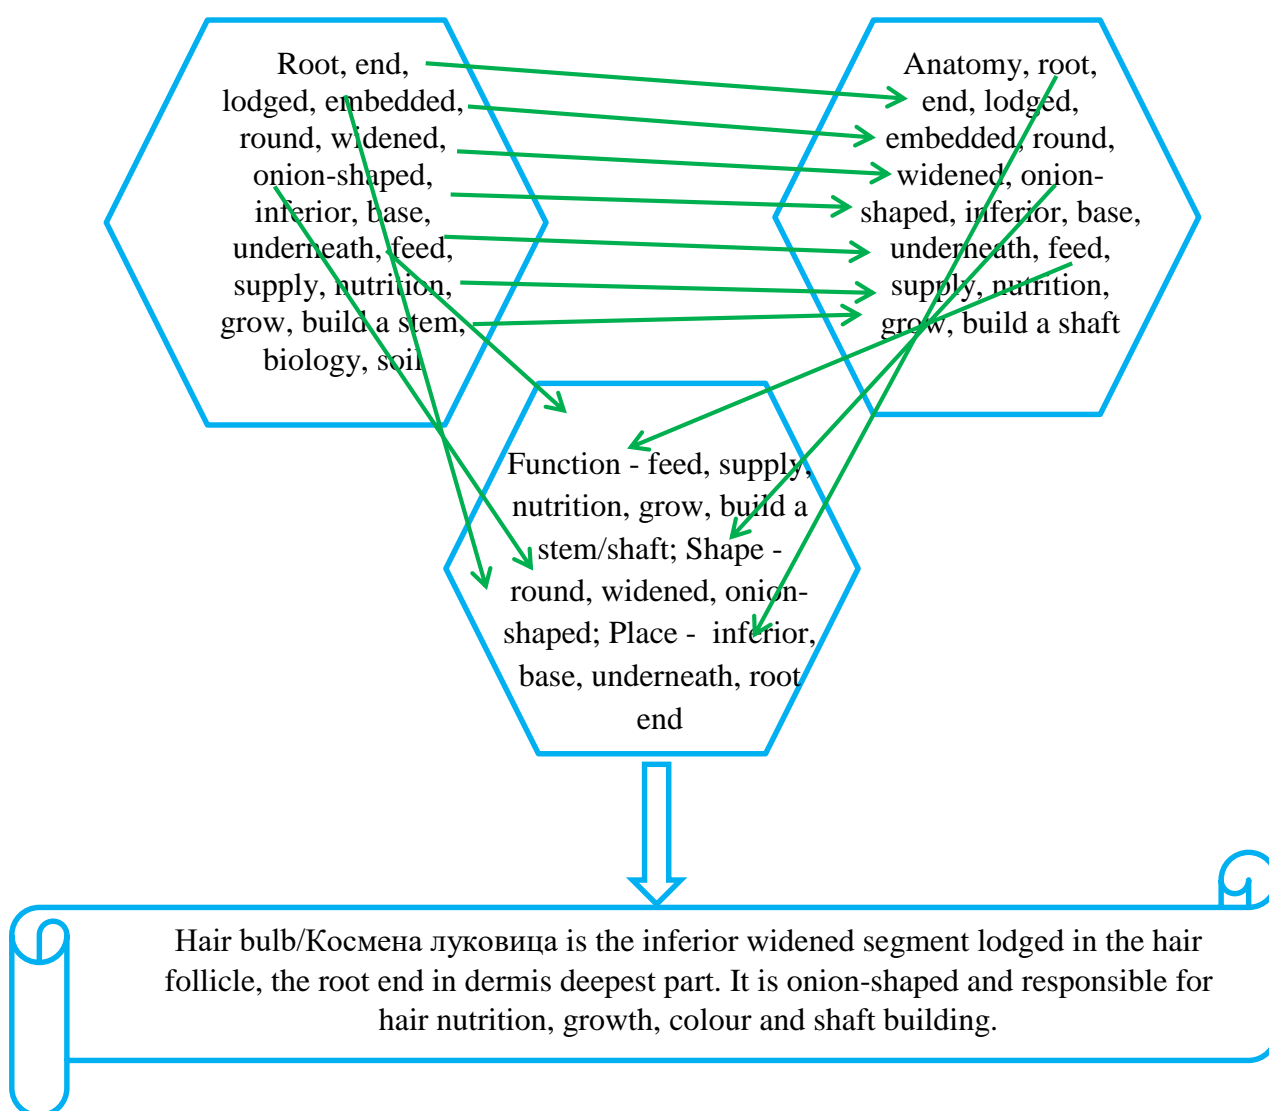 Root, end,
lodged, embedded,
round, widened,
onion-shaped,
inferior, base,
underneath, feed,
supply, nutrition,
grow, build a stem,
biology, soil
Anatomy, root,
end, lodged,
embedded, round,
widened, onion-
shaped, inferior, base,
underneath, feed,
supply, nutrition,
grow, build a shaft
Function - feed, supply,
nutrition, grow, build a
stem/shaft; Shape -
round, widened, onion-
shaped; Place - inferior,
base, underneath, root
end
Hair bulb/Космена луковица is the inferior widened segment lodged in the hair
follicle, the root end in dermis deepest part. It is onion-shaped and responsible for
hair nutrition, growth, colour and shaft building.